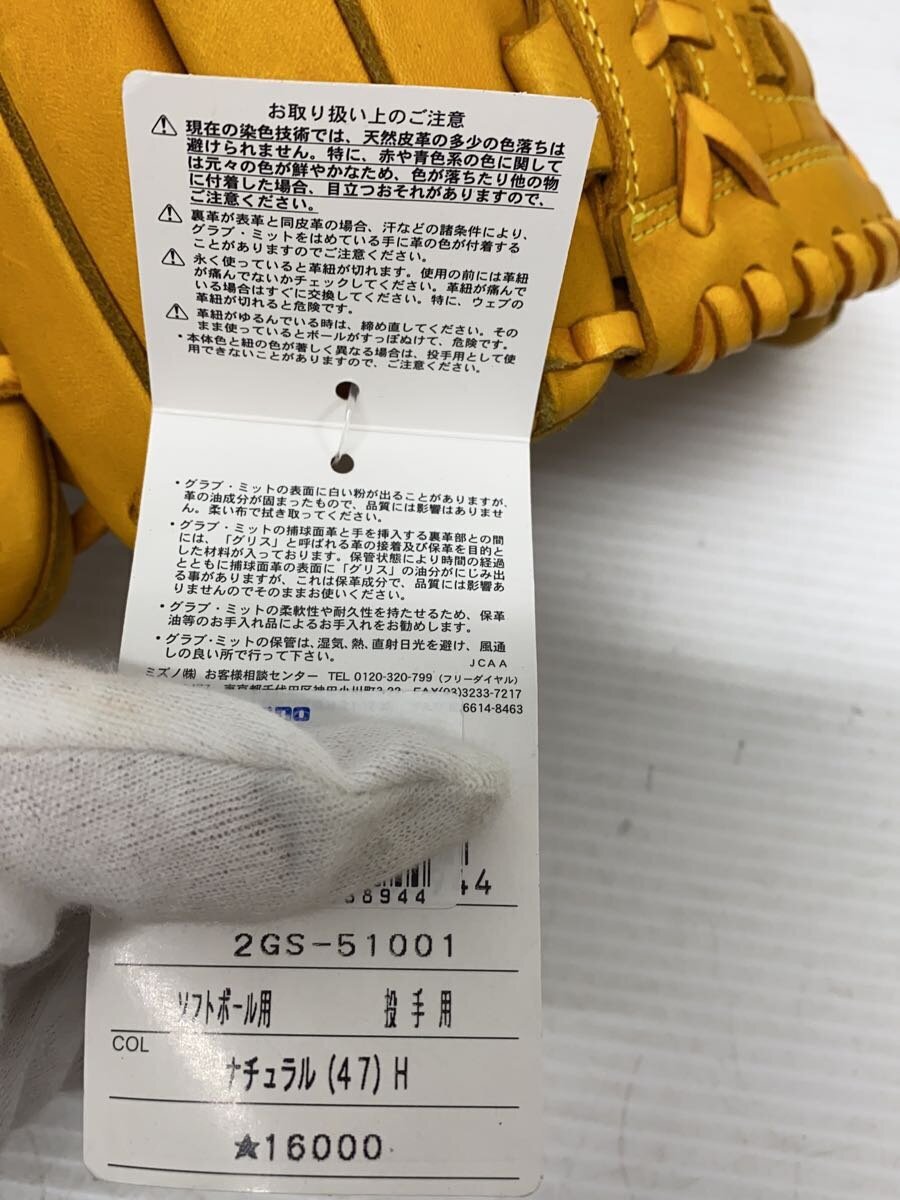 お取り扱い上のご注意
現在の染色技術では、天然皮革の多少の色落ちは
避けられません。特に、赤や青色系の色に関して
は元々の色が鮮やかなため、色が落ちたり他の物
に付着した場合、目立つおそれがありますので、
ご注意ください。
裏革が表革と同皮革の場合、汗などの諸条件により、
グラブ・ミットをはめている手に革の色が付着する
ことがありますのでご注意ください。
永く使っていると革紐が切れます。使用の前には革紐
が痛んでないかチェックしてください。革紐が痛んで
いる場合はすぐに交換してください。特に、ウェブの
革紐が切れると危険です。
革紐がゆるんでいる時は、締め直してください。その
まま使っているとボールがすっぽぬけて、危険です。
・本体色と紐の色が著しく異なる場合は、投手用として使
用できないことがありますので、ご注意ください。
・グラブ・ミットの表面に白い粉が出ることがありますが、
革の油成分が固まったもので、品質には影響はありませ
ん。柔い布で拭き取ってください。
・グラブ・ミットの捕球面革と手を挿入する裏革部との間
には、「グリス」と呼ばれる革の接着及び保革を目的と
した材料が入っております。保管状態により時間の経過
とともに捕球面革の表面に「グリス」の油分がにじみ出
る事がありますが、これは保革成分で、品質には影響あ
りませんのでそのままお使いください。
・グラブ・ミットの柔軟性や耐久性を持たせるため、保革
油等のお手入れ品によるお手入れをお勧めします。
・グラブ・ミットの保管は、湿気、熱、直射日光を避け、風通
しの良い所で行って下さい。
JCAA
ミズノ㈱ お客様相談センター TEL 0120-320-799 (フリーダイヤル)
東京都千代田区神田小川町3-22 FAX(03)3233-7217
6614-8463
44
38944
2GS-51001
ソフトボール用 投手用
COL
ナチュラル(47)H
★16000